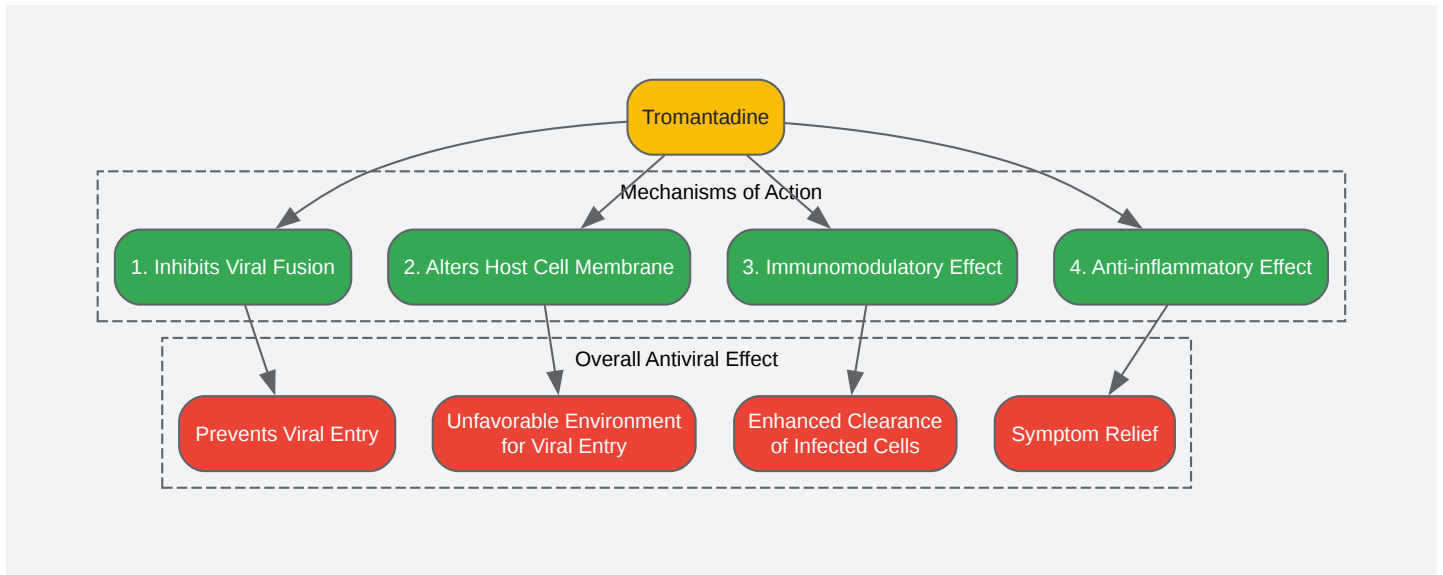 Tromantadine
Mechanisms of Action
1. Inhibits Viral Fusion
2. Alters Host Cell Membrane
3. Immunomodulatory Effect
4. Anti-inflammatory Effect
Overall Antiviral Effect
Prevents Viral Entry
Unfavorable Environment
for Viral Entry
Enhanced Clearance
of Infected Cells
Symptom Relief